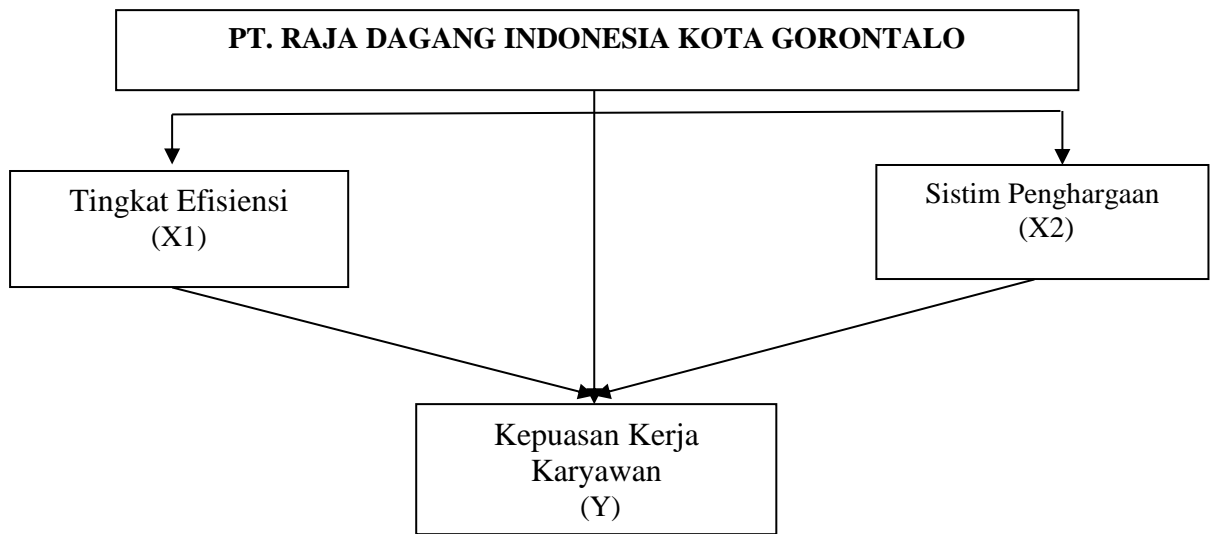 PT. RAJA DAGANG INDONESIA KOTA GORONTALO
Tingkat Efisiensi
(X1)
Sistim Penghargaan
(X2)
Kepuasan Kerja
Karyawan
(Y)